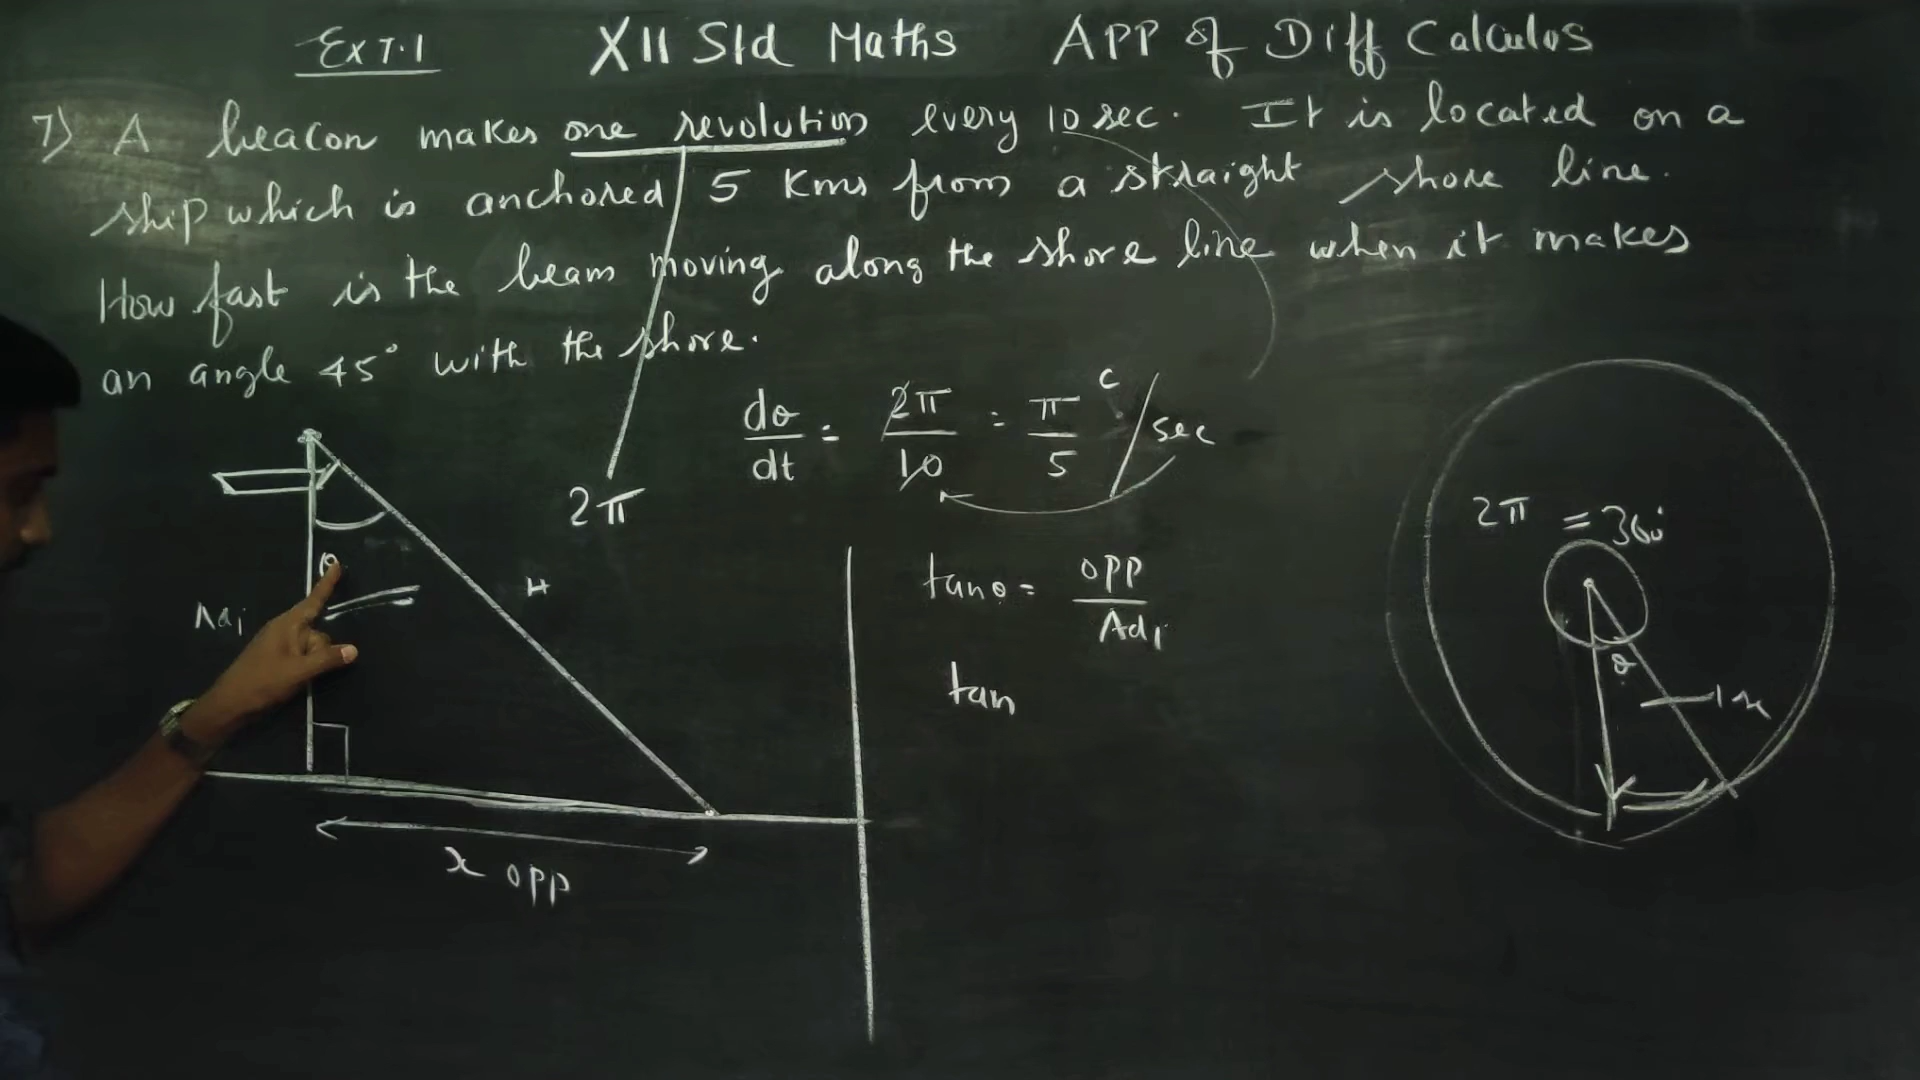 Ex 7.1 XII Std Maths APP of Diff Calculus
7) A beacon makes one revolution every 10 sec. It is located on a
ship which is anchored 5 Kms from a straight shore line.
How fast is the beam moving along the shore line when it makes
an angle 45° with the shore.
dθ/dt = 2π/10 = π/5 c/sec
2π
2π = 360°
θ
H
Adj
tanθ = opp/Adj
θ
tan
x opp